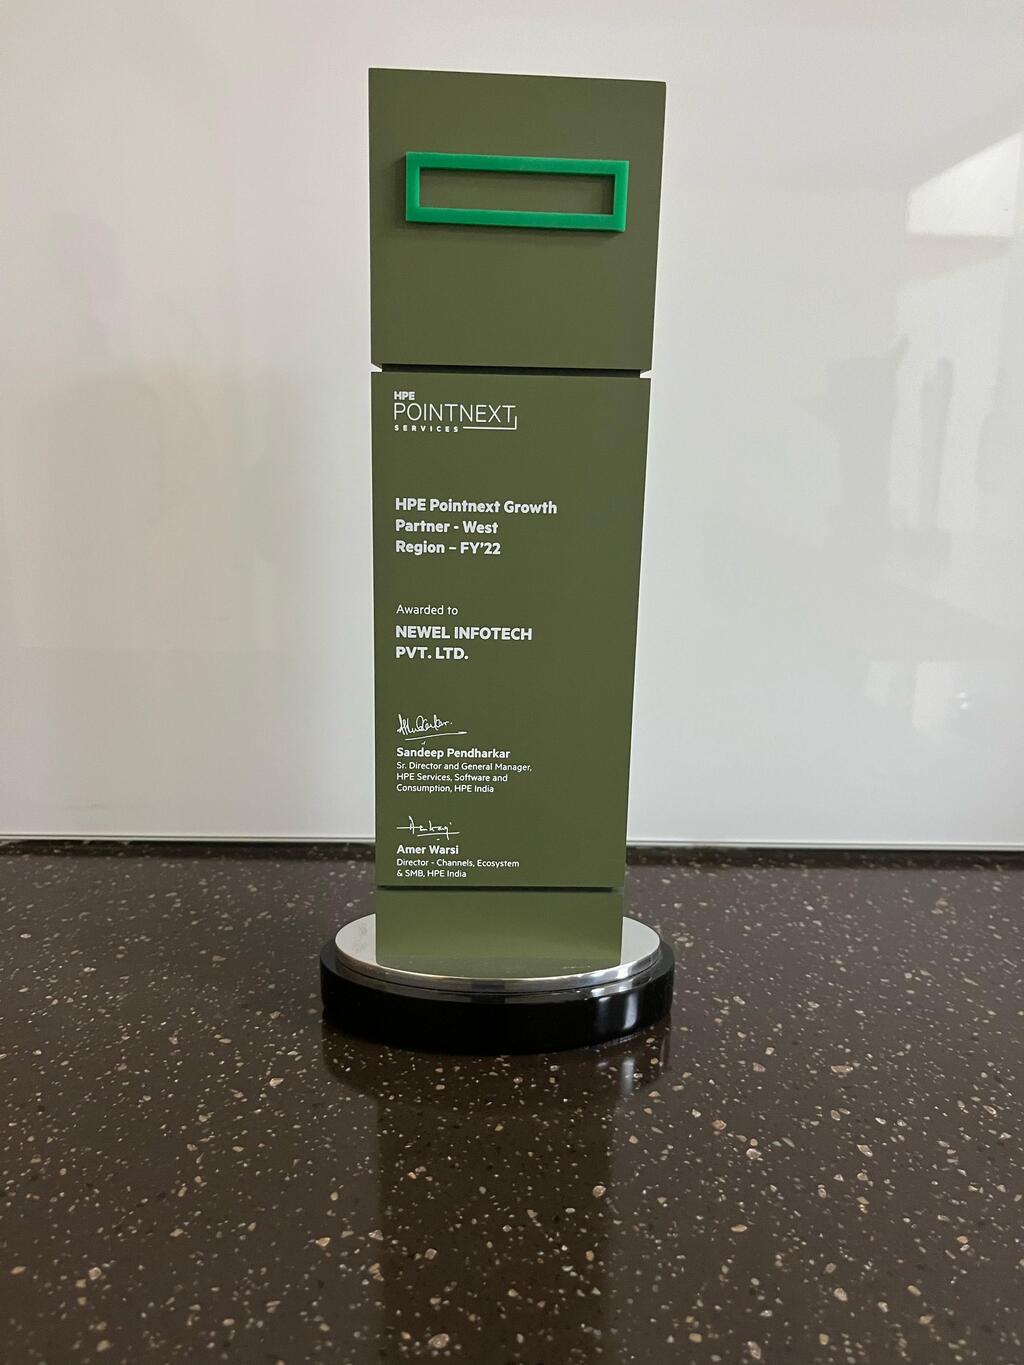 HPE
POINTNEXT
SERVICES
HPE Pointnext Growth
Partner - West
Region – FY'22
Awarded to
NEWEL INFOTECH
PVT. LTD.
Sandeep Pendharkar
Sr. Director and General Manager,
HPE Services, Software and
Consumption, HPE India
Amer Warsi
Director - Channels, Ecosystem
& SMB, HPE India